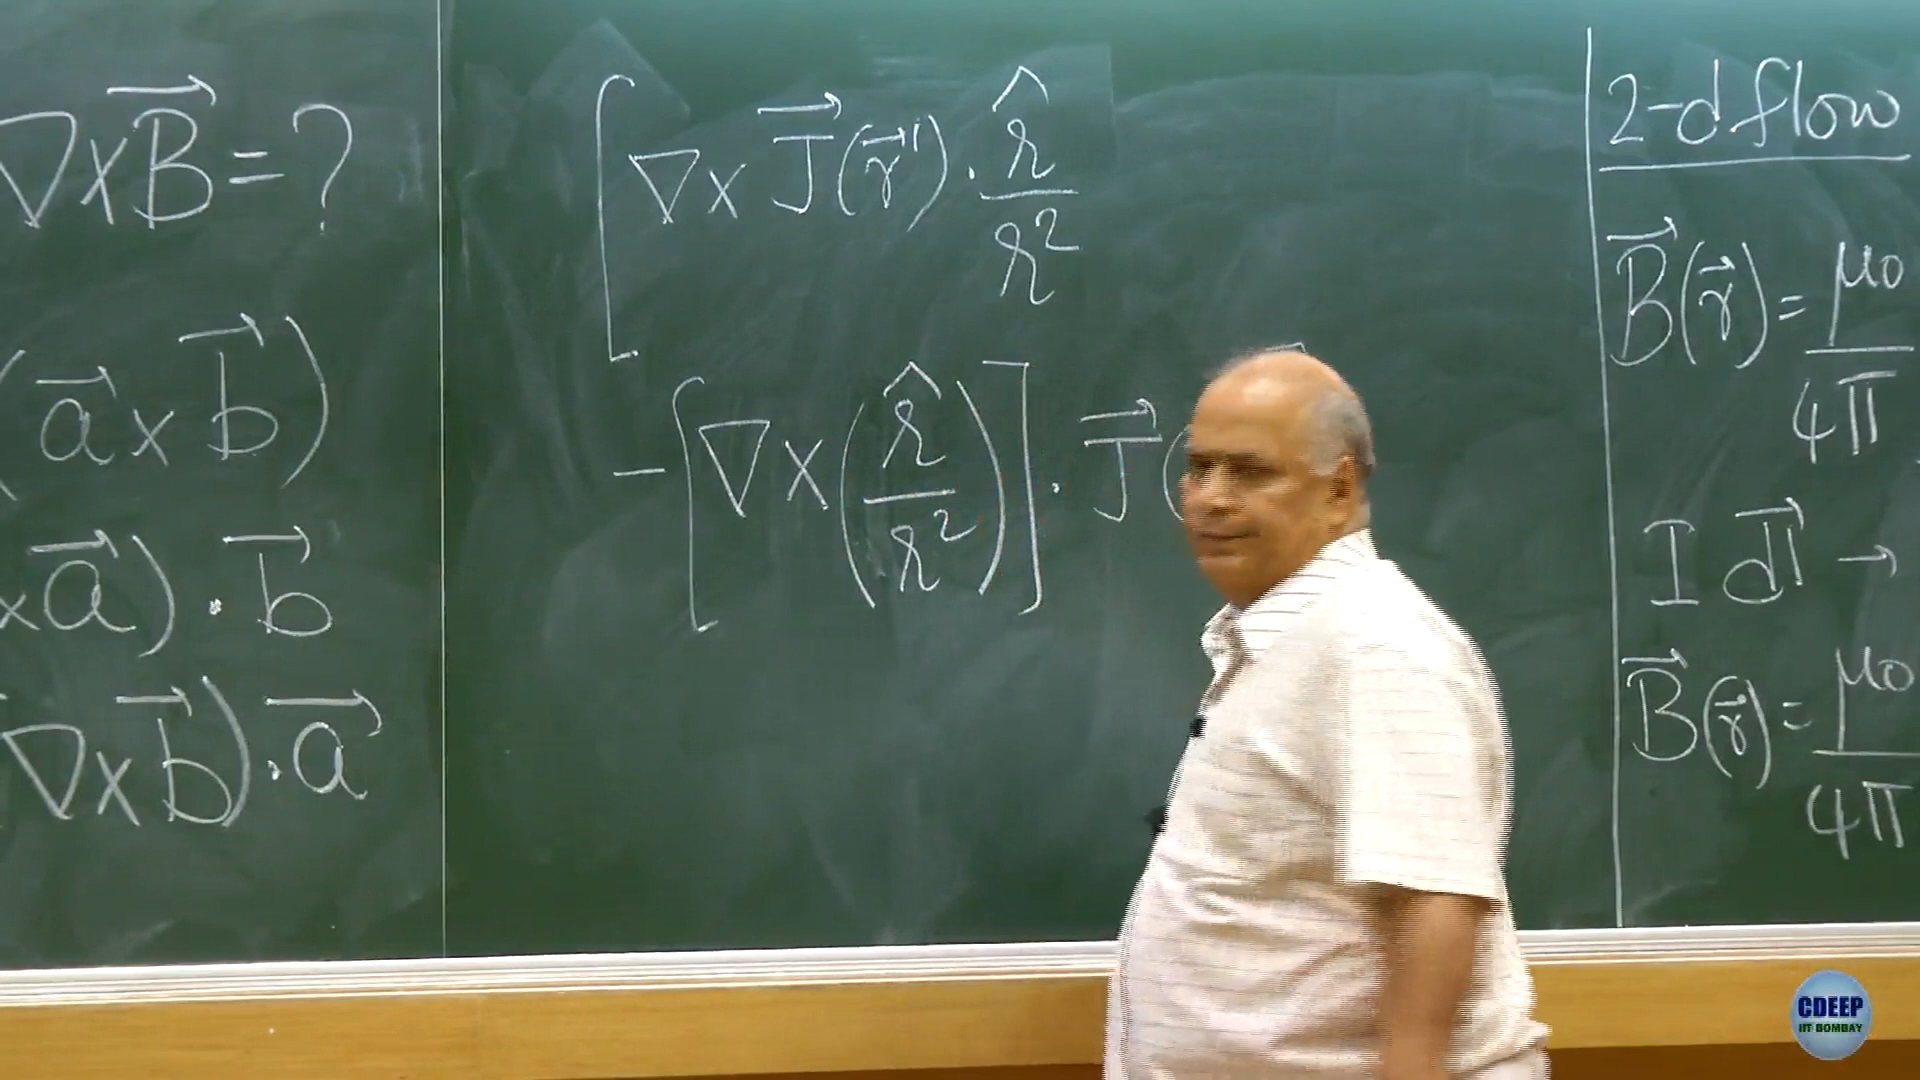 ∇×B⃗ = ?
(a⃗ × b⃗)
×a⃗) · b⃗
∇×b⃗) · a⃗
[∇× J⃗(r⃗') · r̂/r²
-[∇×(r̂/r²)] · J⃗(
2-d flow
B⃗(r⃗) = μ₀/4π
I dl⃗ →
B⃗(r⃗) = μ₀/4π
CDEEP
IIT BOMBAY